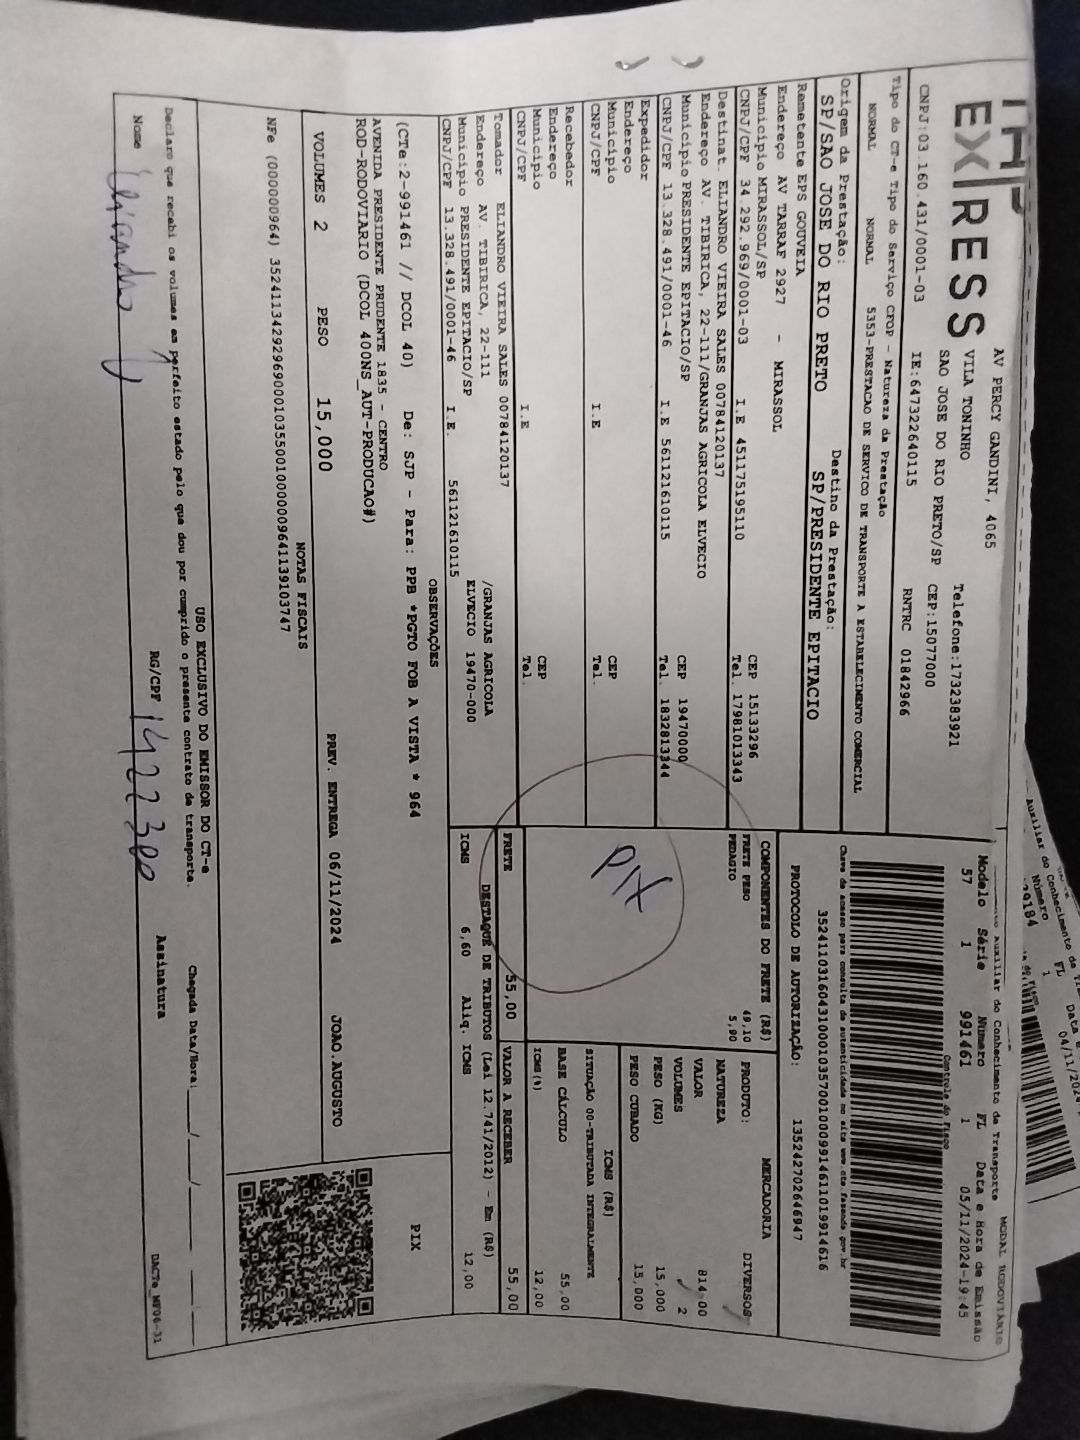 EXPRESS
AV PERCY GANDINI, 4065
VILA TONINHO
SAO JOSE DO RIO PRETO/SP
Telefone:1732383921
CEP:15077000
CNPJ:03.160.431/0001-03
IE:647322640115
RNTRC 01842966
Tipo do CT-e Tipo do Serviço CFOP - Natureza da Prestação
NORMAL NORMAL 5353-PRESTACAO DE SERVICO DE TRANSPORTE A ESTABELECIMENTO COMERCIAL
Origem da Prestação: Destino da Prestação:
SP/SAO JOSE DO RIO PRETO SP/PRESIDENTE EPITACIO
Remetente EPS GOUVEIA
Endereço AV TARRAF 2927 - MIRASSOL
Município MIRASSOL/SP CEP 15133296
CNPJ/CPF 34.292.969/0001-03 I.E 451175195110 Tel. 17981013343
Destinat. ELIANDRO VIEIRA SALES 00784120137
Endereço AV. TIBIRICA, 22-111/GRANJAS AGRICOLA ELVECIO
Município PRESIDENTE EPITACIO/SP CEP 19470000
CNPJ/CPF 13.328.491/0001-46 I.E 561121610115 Tel. 1832813344
Expedidor
Endereço
Município CEP
CNPJ/CPF I.E Tel.
Recebedor
Endereço
Município CEP
CNPJ/CPF I.E Tel.
Tomador ELIANDRO VIEIRA SALES 00784120137
Endereço AV. TIBIRICA, 22-111 /GRANJAS AGRICOLA
Município PRESIDENTE EPITACIO/SP ELVECIO 19470-000
CNPJ/CPF 13.328.491/0001-46 I.E. 561121610115
Auxiliar do Conhecimento de Transporte MODAL RODOVIÁRIO
Modelo Série Número FL Data e Hora de Emissão
57 1 991461 1 05/11/2024-19:45
Controle do Fisco
Chave de acesso para consulta de autenticidade no site www.cte.fazenda.gov.br
35241103160431000103570010009914611019914616
PROTOCOLO DE AUTORIZAÇÃO: 135242702646947
COMPONENTES DO FRETE (R$)
FRETE PESO 49,10
PEDAGIO 5,90
PIX
FRETE 55,00
MERCADORIA
PRODUTO: DIVERSOS
NATUREZA
VALOR 814,00
VOLUMES 2
PESO (KG) 15,000
PESO CUBADO 15,000
ICMS (R$)
SITUAÇÃO 00-TRIBUTADA INTEGRALMENTE
BASE CÁLCULO 55,00
ICMS(%) 12,00
VALOR A RECEBER 55,00
DESTAQUE DE TRIBUTOS (Lei 12.741/2012) - Em (R$)
ICMS 6,60 Aliq. ICMS 12,00
OBSERVAÇÕES
(CTe:2-991461 // DCOL 40) De: SJP - Para: PPB *PGTO FOB A VISTA * 964
AVENIDA PRESIDENTE PRUDENTE 1835 - CENTRO
ROD-RODOVIARIO (DCOL 400NS_AUT-PRODUCAO#)
PIX
VOLUMES 2 PESO 15,000 PREV. ENTREGA 06/11/2024 JOAO.AUGUSTO
NOTAS FISCAIS
NFe (000000964) 35241134292969000103550010000009641139103747
USO EXCLUSIVO DO EMISSOR DO CT-e
Declaro que recebi os volumes em perfeito estado pelo que dou por cumprido o presente contrato de transporte. Chegada Data/Hora: ____/____/____
Nome Eliandro RG/CPF 1422300 Assinatura
DACTe_MF06-31
Auxiliar do Conhecimento de
Número FL Data e
29184 1 04/11/2024